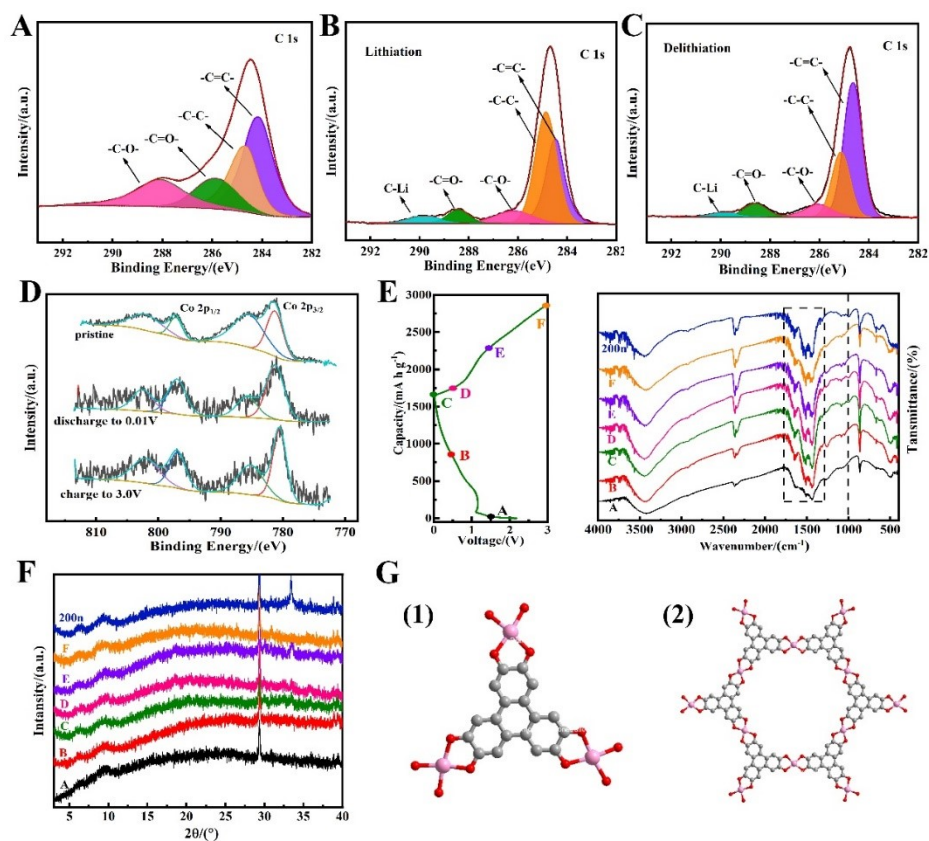 A
C 1s
-C=C-
-C-C-
-C=O-
-C-O-
Intensity/(a.u.)
292 290 288 286 284 282
Binding Energy/(eV)
B
Lithiation
C 1s
-C=C-
-C-C-
C-Li
-C=O-
-C-O-
Intensity/(a.u.)
292 290 288 286 284 282
Binding Energy/(eV)
C
Delithiation
C 1s
-C=C-
-C-C-
C-Li
-C=O-
-C-O-
Intensity/(a.u.)
292 290 288 286 284 282
Binding Energy/(eV)
D
Co 2p1/2
Co 2p3/2
pristine
discharge to 0.01V
charge to 3.0V
Intensity/(a.u.)
810 800 790 780 770
Binding Energy/(eV)
E
3000
2500
2000
1500
1000
500
0
Capacity/(mA h g-1)
F
E
D
C
B
A
0 1 2 3
Voltage/(V)
200n
F
E
D
C
B
A
Tansmittance/(%)
4000 3500 3000 2500 2000 1500 1000 500
Wavenumber/(cm-1)
F
200n
F
E
D
C
B
A
Intansity/(a.u.)
5 10 15 20 25 30 35 40
2θ/(°)
G
(1)
(2)